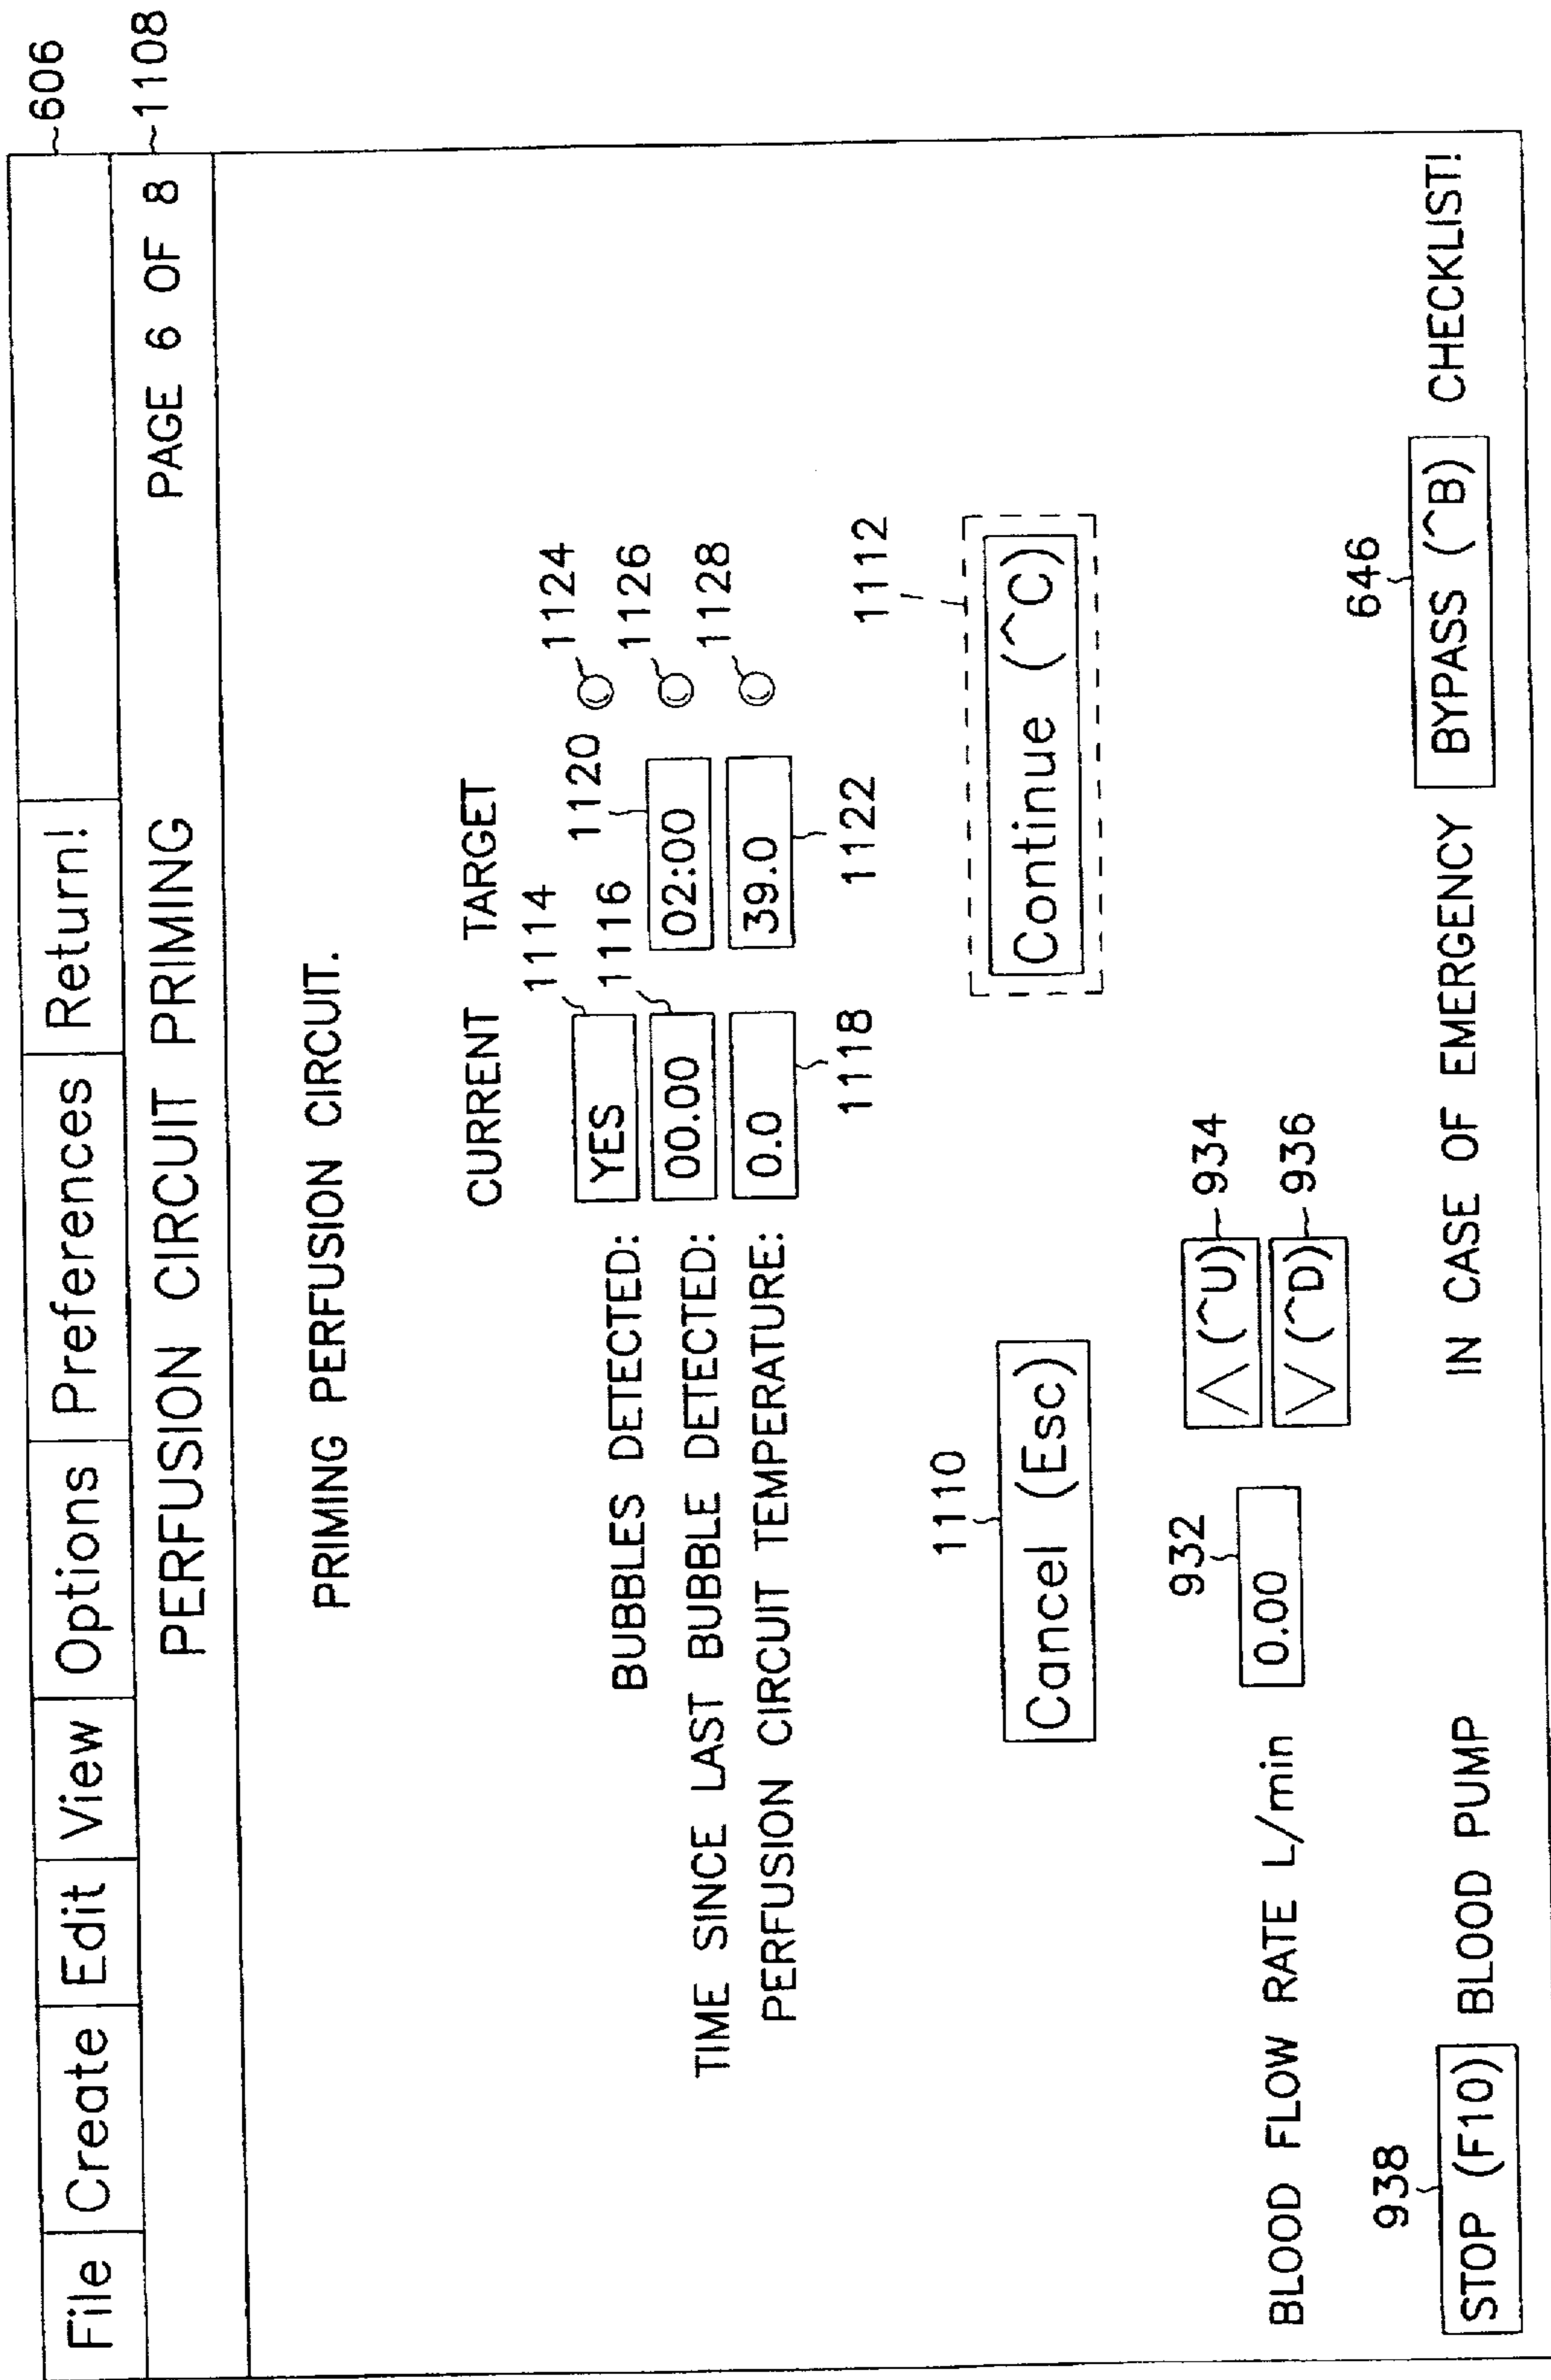 File Create Edit View Options Preferences Return! 606
PERFUSION CIRCUIT PRIMING PAGE 6 OF 8 1108
PRIMING PERFUSION CIRCUIT.
CURRENT TARGET
1114 1120 1124
BUBBLES DETECTED: YES
1116 1126
TIME SINCE LAST BUBBLE DETECTED: 00.00 02:00
1128
PERFUSION CIRCUIT TEMPERATURE: 0.0 39.0
1118 1122
1110 1112
Cancel (Esc) Continue (^C)
932 934
BLOOD FLOW RATE L/min 0.00 ∧ (^U)
∨ (^D) 936
938 646
STOP (F10) BLOOD PUMP IN CASE OF EMERGENCY BYPASS (^B) CHECKLIST!